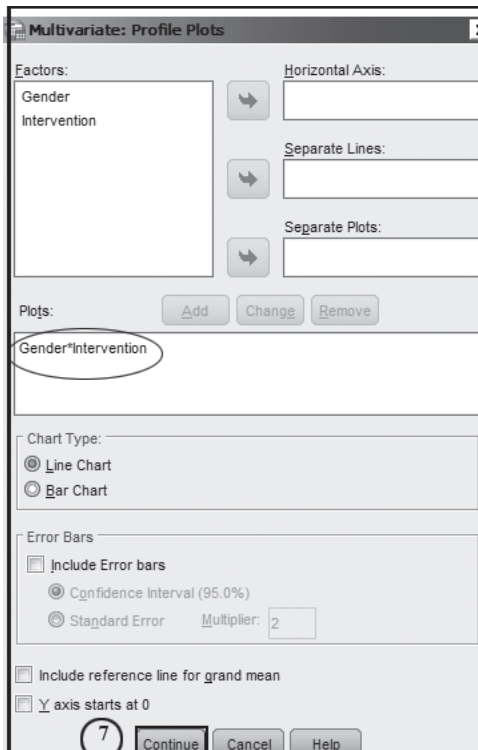 Multivariate: Profile Plots
Factors:
Gender
Intervention
Horizontal Axis:
Separate Lines:
Separate Plots:
Plots:
Add Change Remove
Gender*Intervention
Chart Type:
Line Chart
Bar Chart
Error Bars
Include Error bars
Confidence Interval (95.0%)
Standard Error Multiplier: 2
Include reference line for grand mean
Y axis starts at 0
7 Continue Cancel Help